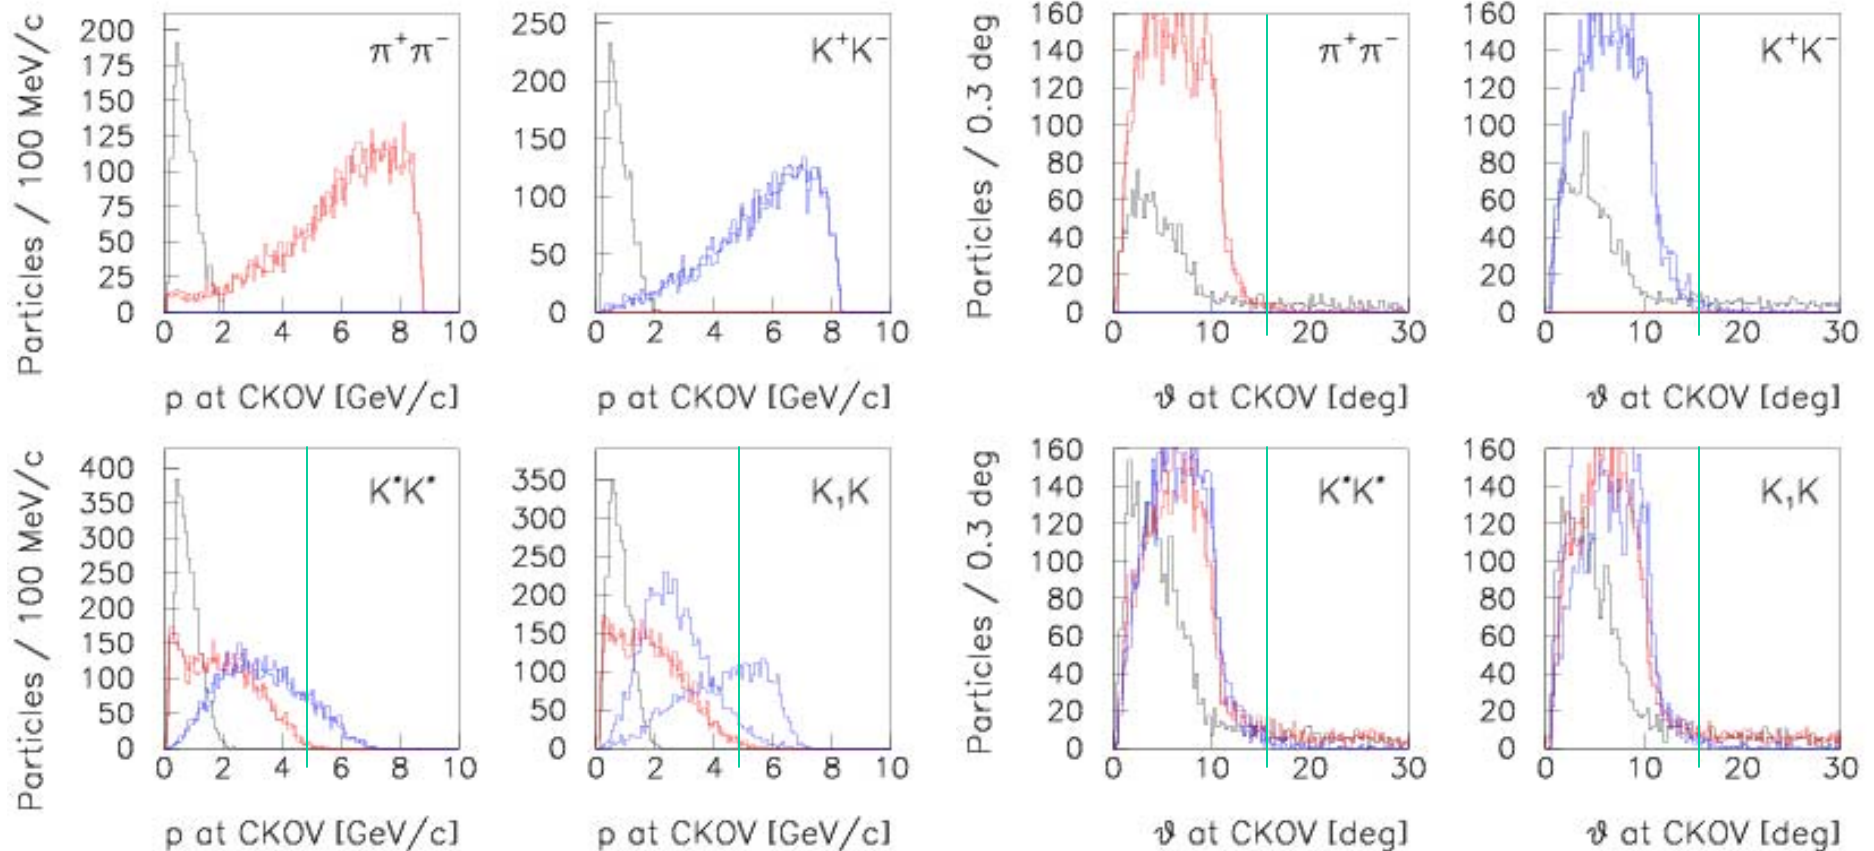 Particles / 100 MeV/c
200
175
150
125
100
75
50
25
0
π⁺π⁻
0 2 4 6 8 10
p at CKOV [GeV/c]
250
200
150
100
50
0
K⁺K⁻
0 2 4 6 8 10
p at CKOV [GeV/c]
Particles / 0.3 deg
160
140
120
100
80
60
40
20
0
π⁺π⁻
0 10 20 30
ϑ at CKOV [deg]
160
140
120
100
80
60
40
20
0
K⁺K⁻
0 10 20 30
ϑ at CKOV [deg]
Particles / 100 MeV/c
400
350
300
250
200
150
100
50
0
K*K*
0 2 4 6 8 10
p at CKOV [GeV/c]
350
300
250
200
150
100
50
0
K₁K
0 2 4 6 8 10
p at CKOV [GeV/c]
Particles / 0.3 deg
160
140
120
100
80
60
40
20
0
K*K*
0 10 20 30
ϑ at CKOV [deg]
160
140
120
100
80
60
40
20
0
K₁K
0 10 20 30
ϑ at CKOV [deg]